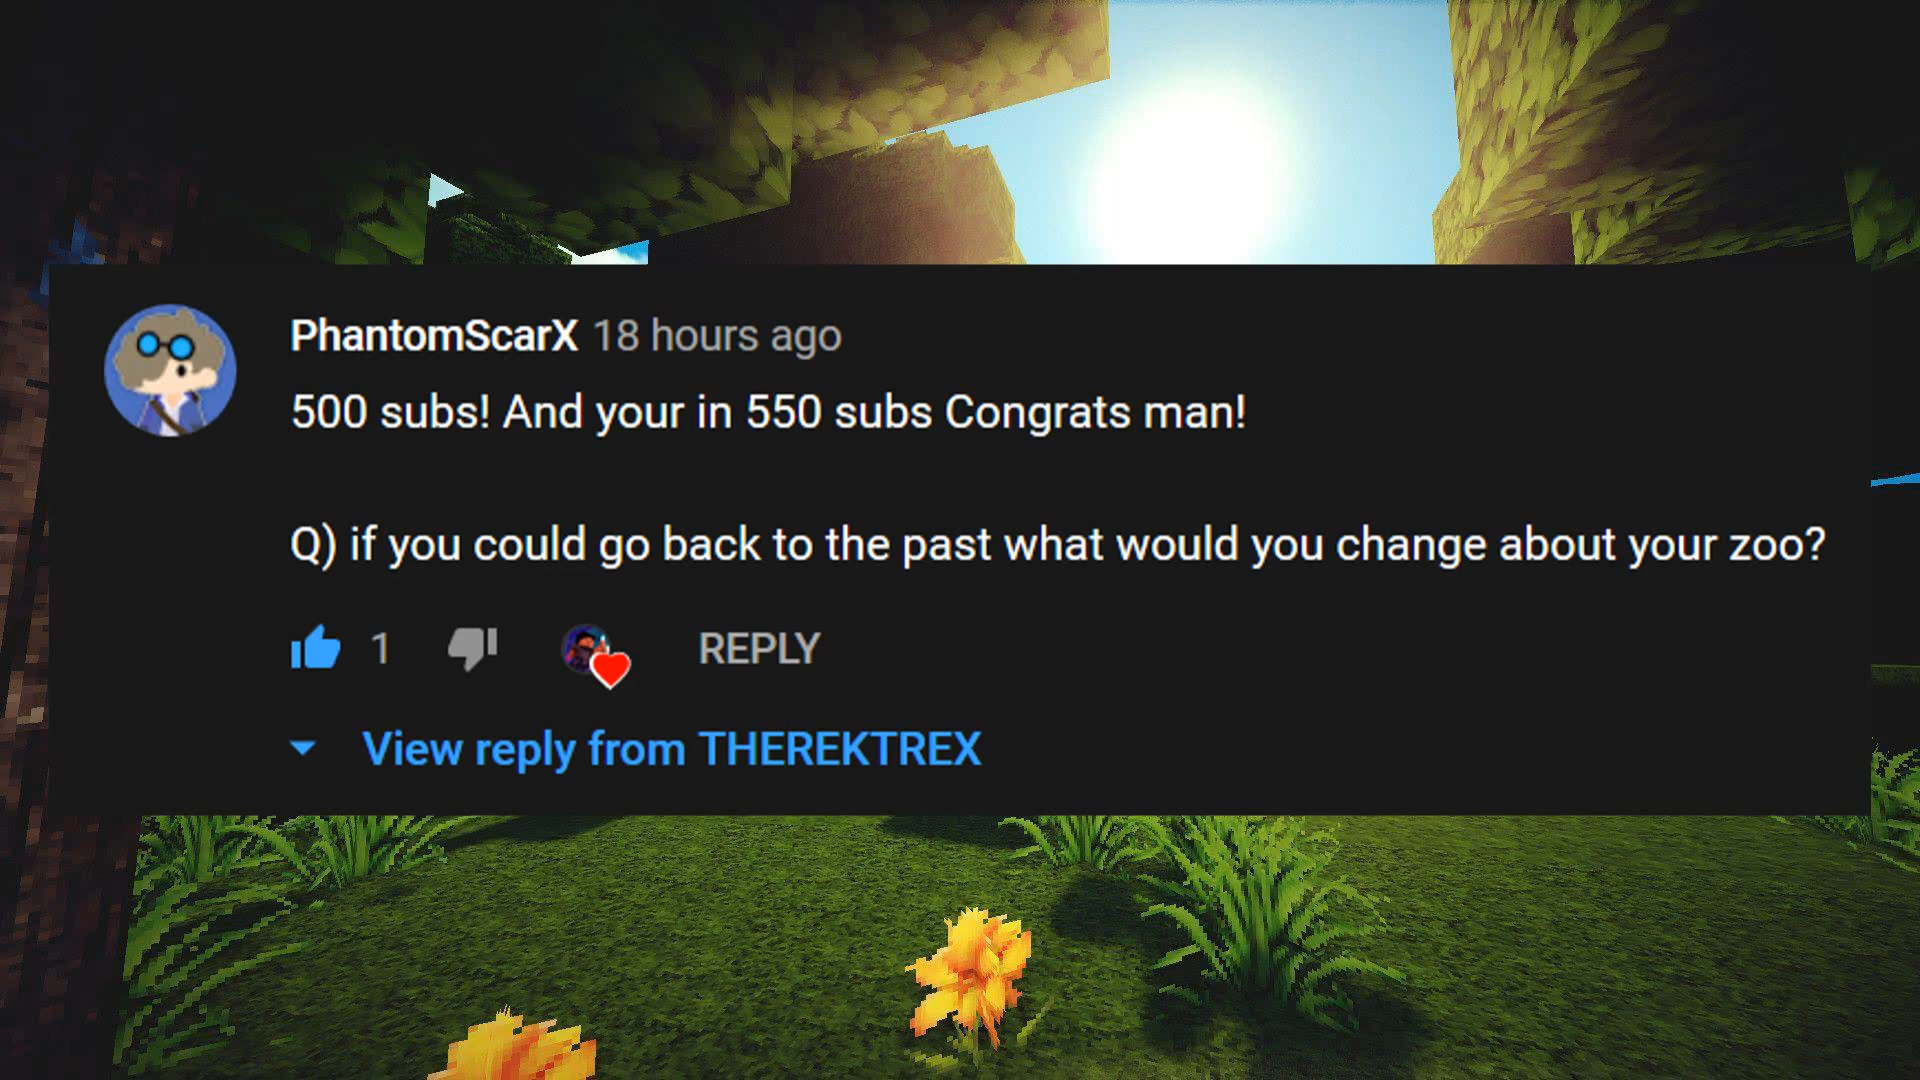 PhantomScarX 18 hours ago
500 subs! And your in 550 subs Congrats man!
Q) if you could go back to the past what would you change about your zoo?
1 REPLY
View reply from THEREKTREX